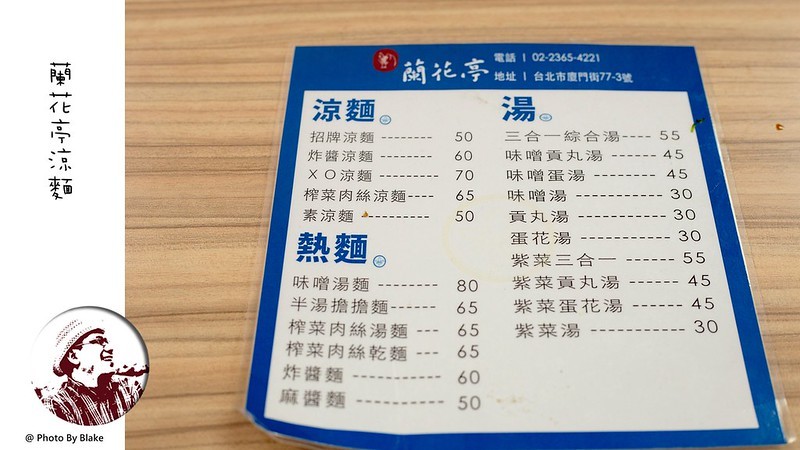 蘭花亭涼麵
@ Photo By Blake
蘭花亭
電話 | 02-2365-4221
地址 | 台北市廈門街77-3號
涼麵
招牌涼麵 -------- 50
炸醬涼麵 -------- 60
XO涼麵 -------- 70
榨菜肉絲涼麵---- 65
素涼麵 ---------- 50
熱麵
味噌湯麵 -------- 80
半湯擔擔麵------ 65
榨菜肉絲湯麵 --- 65
榨菜肉絲乾麵 --- 65
炸醬麵 ----------- 60
麻醬麵 ----------- 50
湯
三合一綜合湯---- 55
味噌貢丸湯 ------ 45
味噌蛋湯 -------- 45
味噌湯 ----------- 30
貢丸湯 ----------- 30
蛋花湯 ----------- 30
紫菜三合一 ------ 55
紫菜貢丸湯 ------ 45
紫菜蛋花湯 ------ 45
紫菜湯 ----------- 30